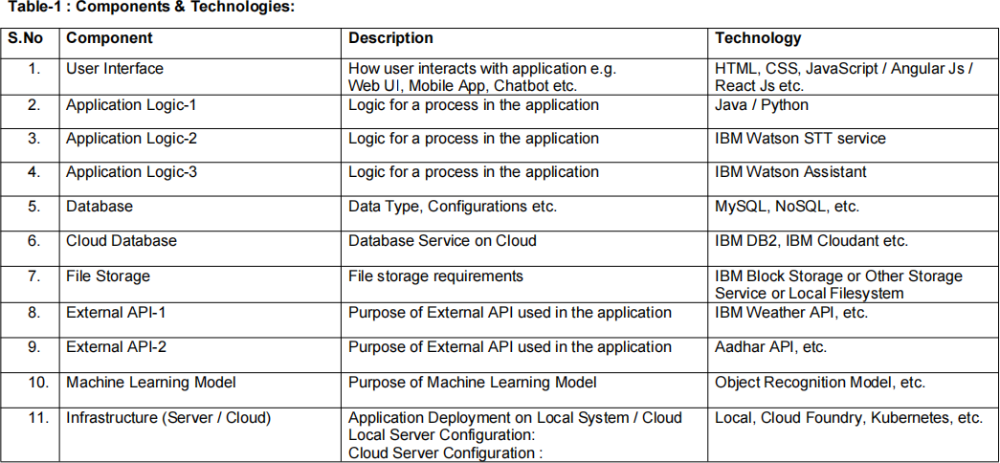 Table-1 : Components & Technologies:
S.No Component Description Technology
1. User Interface How user interacts with application e.g. HTML, CSS, JavaScript / Angular Js /
Web UI, Mobile App, Chatbot etc. React Js etc.
2. Application Logic-1 Logic for a process in the application Java / Python
3. Application Logic-2 Logic for a process in the application IBM Watson STT service
4. Application Logic-3 Logic for a process in the application IBM Watson Assistant
5. Database Data Type, Configurations etc. MySQL, NoSQL, etc.
6. Cloud Database Database Service on Cloud IBM DB2, IBM Cloudant etc.
7. File Storage File storage requirements IBM Block Storage or Other Storage
Service or Local Filesystem
8. External API-1 Purpose of External API used in the application IBM Weather API, etc.
9. External API-2 Purpose of External API used in the application Aadhar API, etc.
10. Machine Learning Model Purpose of Machine Learning Model Object Recognition Model, etc.
11. Infrastructure (Server / Cloud) Application Deployment on Local System / Cloud Local, Cloud Foundry, Kubernetes, etc.
Local Server Configuration:
Cloud Server Configuration :